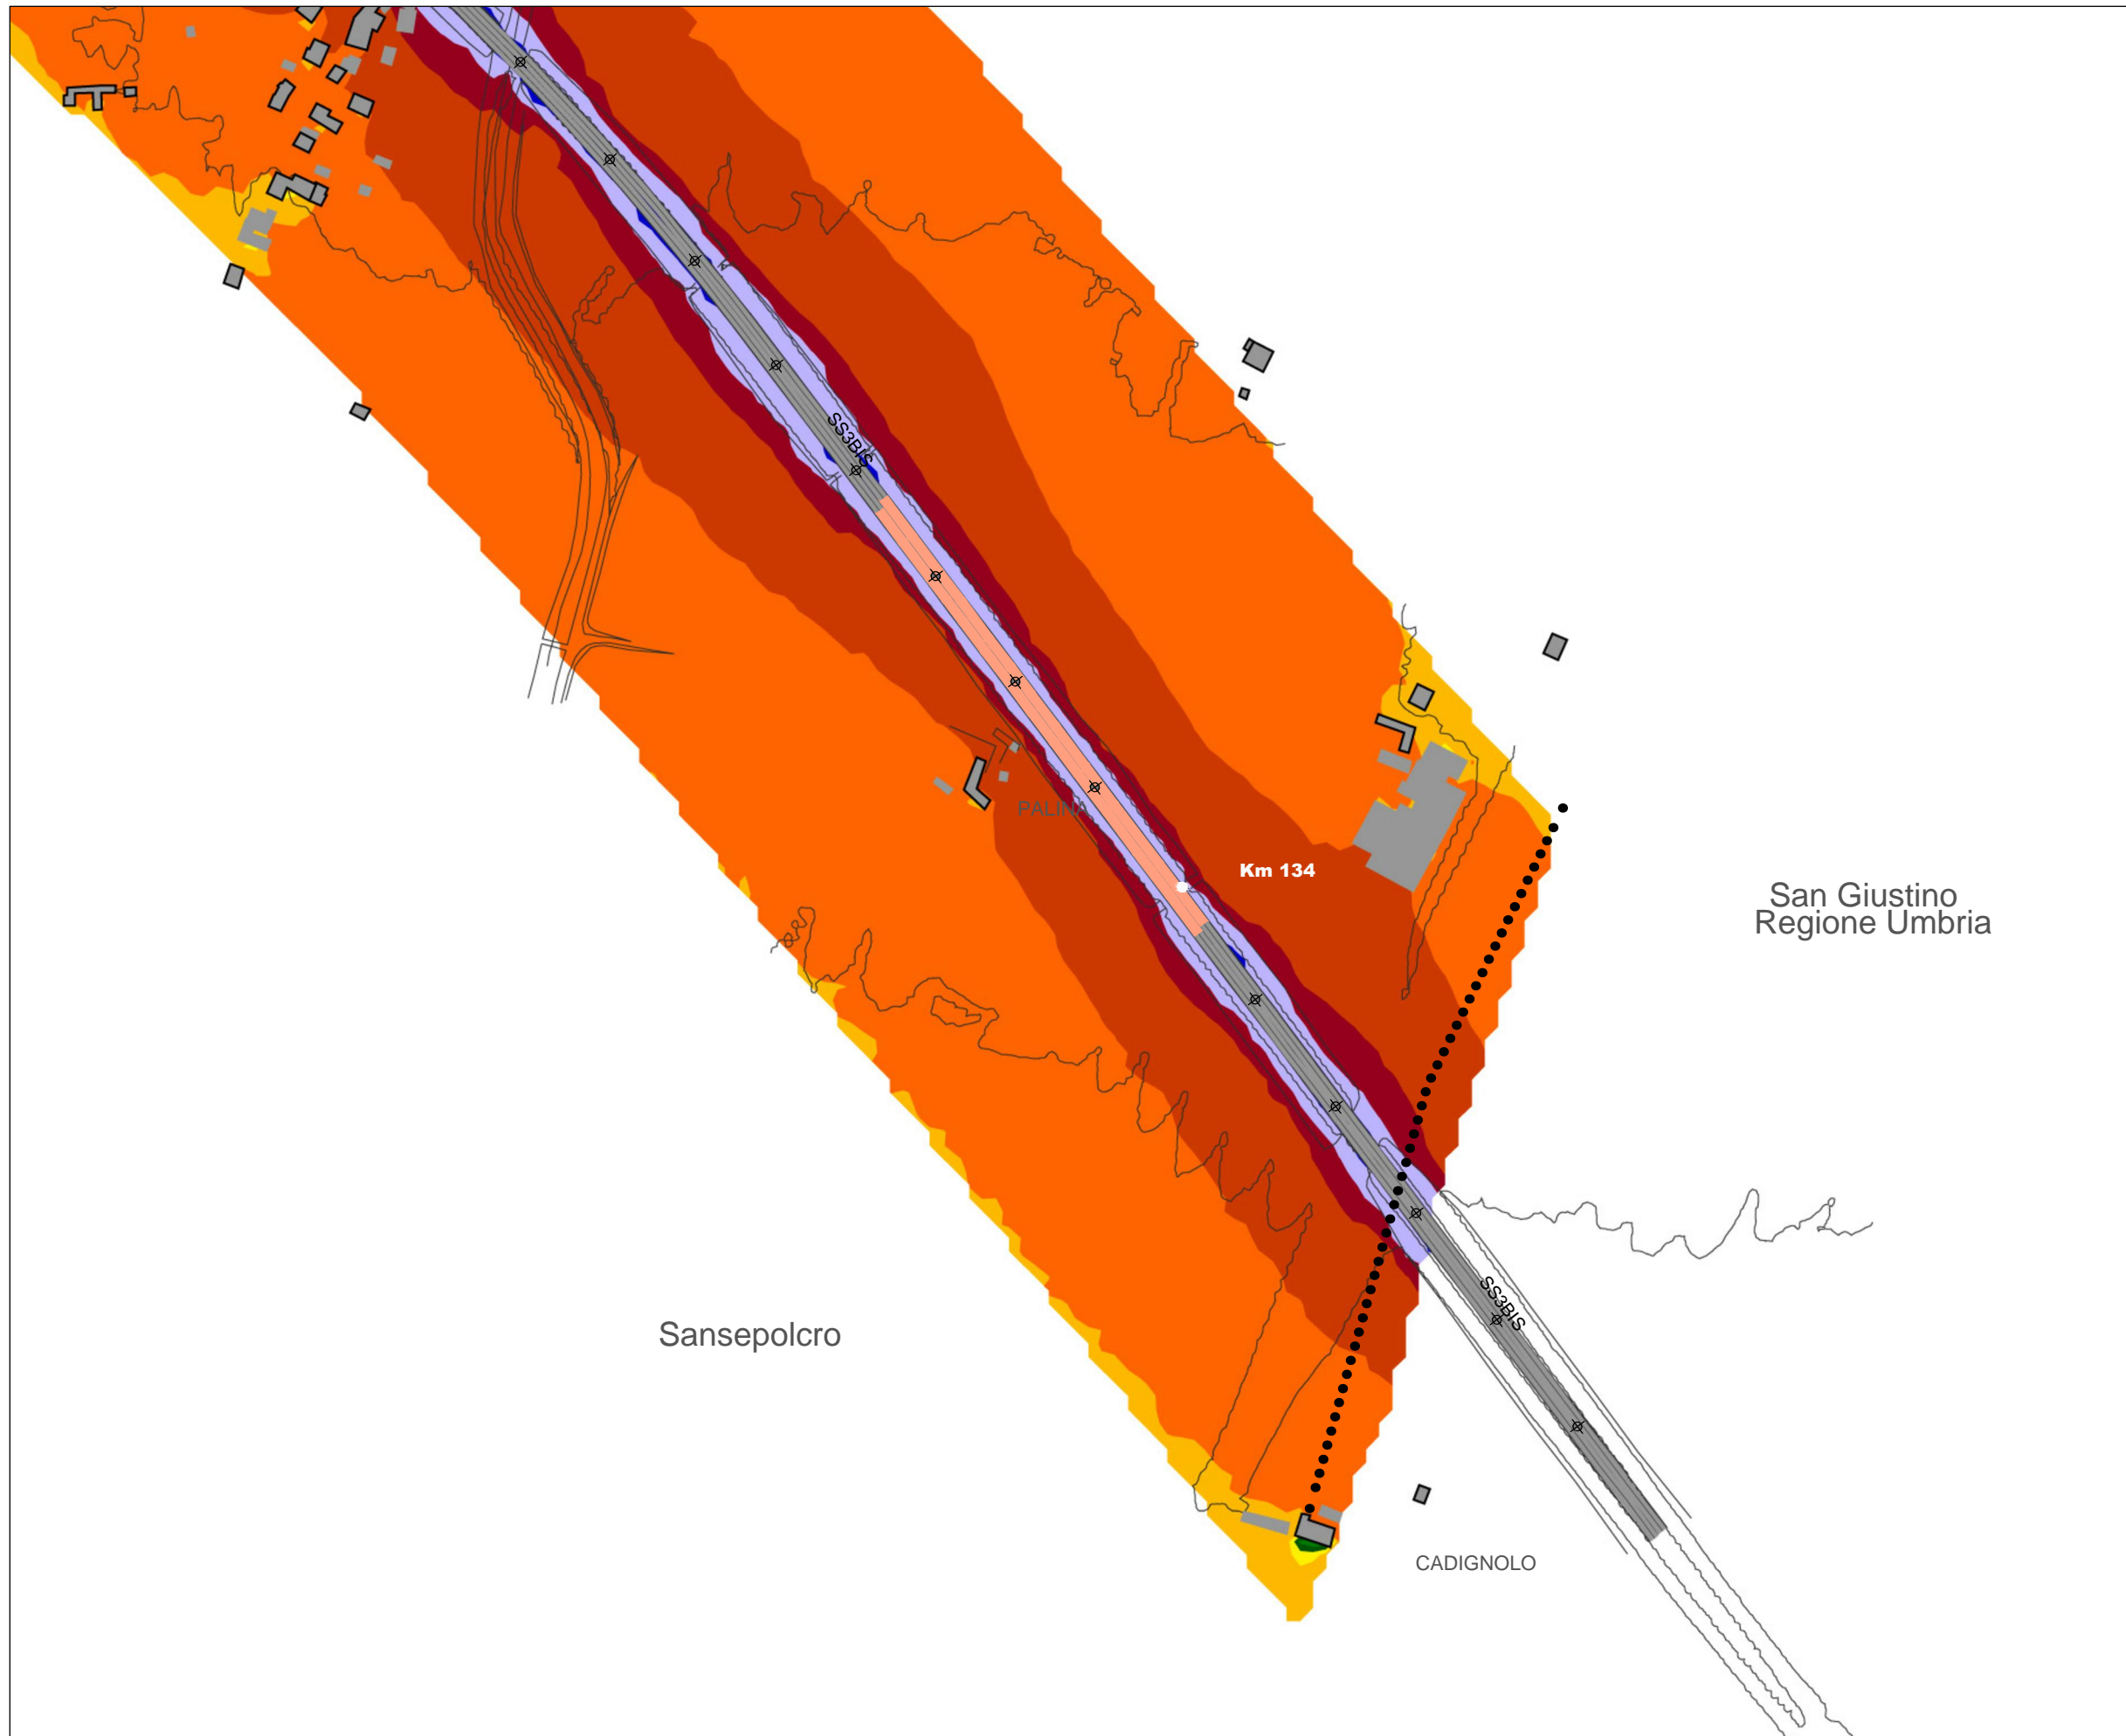 SS3BIS
PALINA
Km 134
San Giustino
Regione Umbria
SS3BIS
Sansepolcro
CADIGNOLO